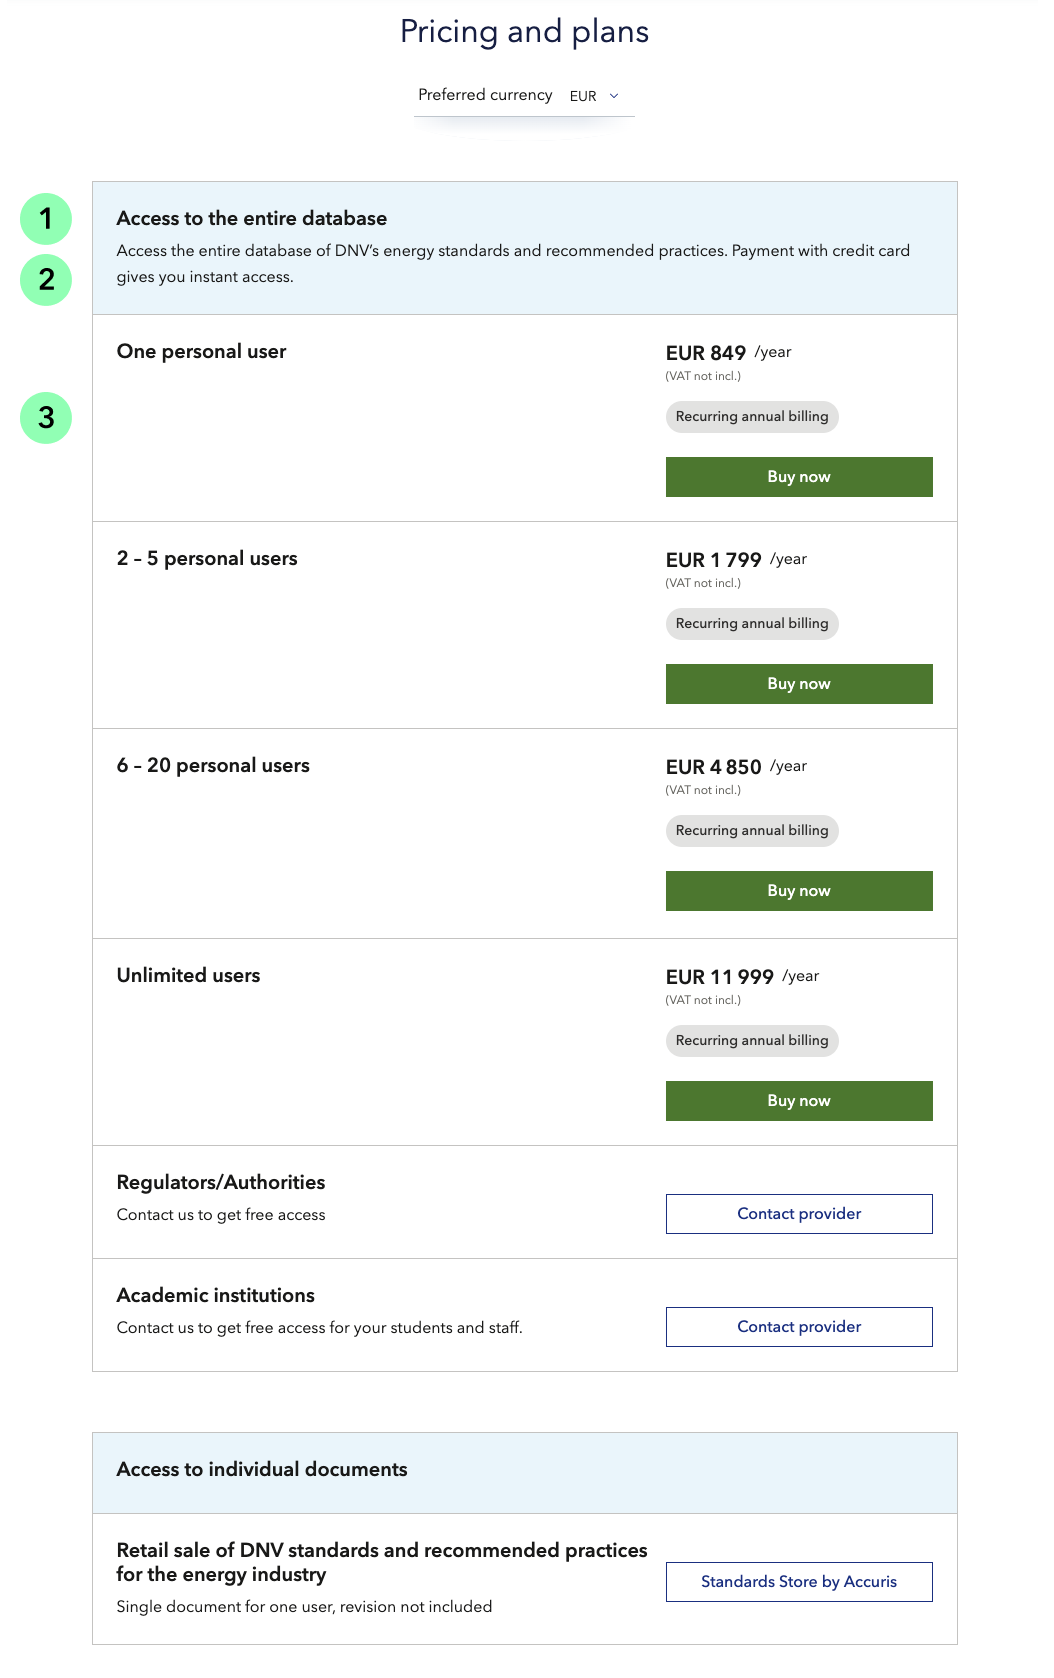 Pricing and plans
Preferred currency EUR
1
Access to the entire database
2
Access the entire database of DNV's energy standards and recommended practices. Payment with credit card
gives you instant access.
One personal user
EUR 849 /year
(VAT not incl.)
3
Recurring annual billing
Buy now
2 – 5 personal users
EUR 1 799 /year
(VAT not incl.)
Recurring annual billing
Buy now
6 – 20 personal users
EUR 4 850 /year
(VAT not incl.)
Recurring annual billing
Buy now
Unlimited users
EUR 11 999 /year
(VAT not incl.)
Recurring annual billing
Buy now
Regulators/Authorities
Contact us to get free access
Contact provider
Academic institutions
Contact us to get free access for your students and staff.
Contact provider
Access to individual documents
Retail sale of DNV standards and recommended practices
for the energy industry
Single document for one user, revision not included
Standards Store by Accuris